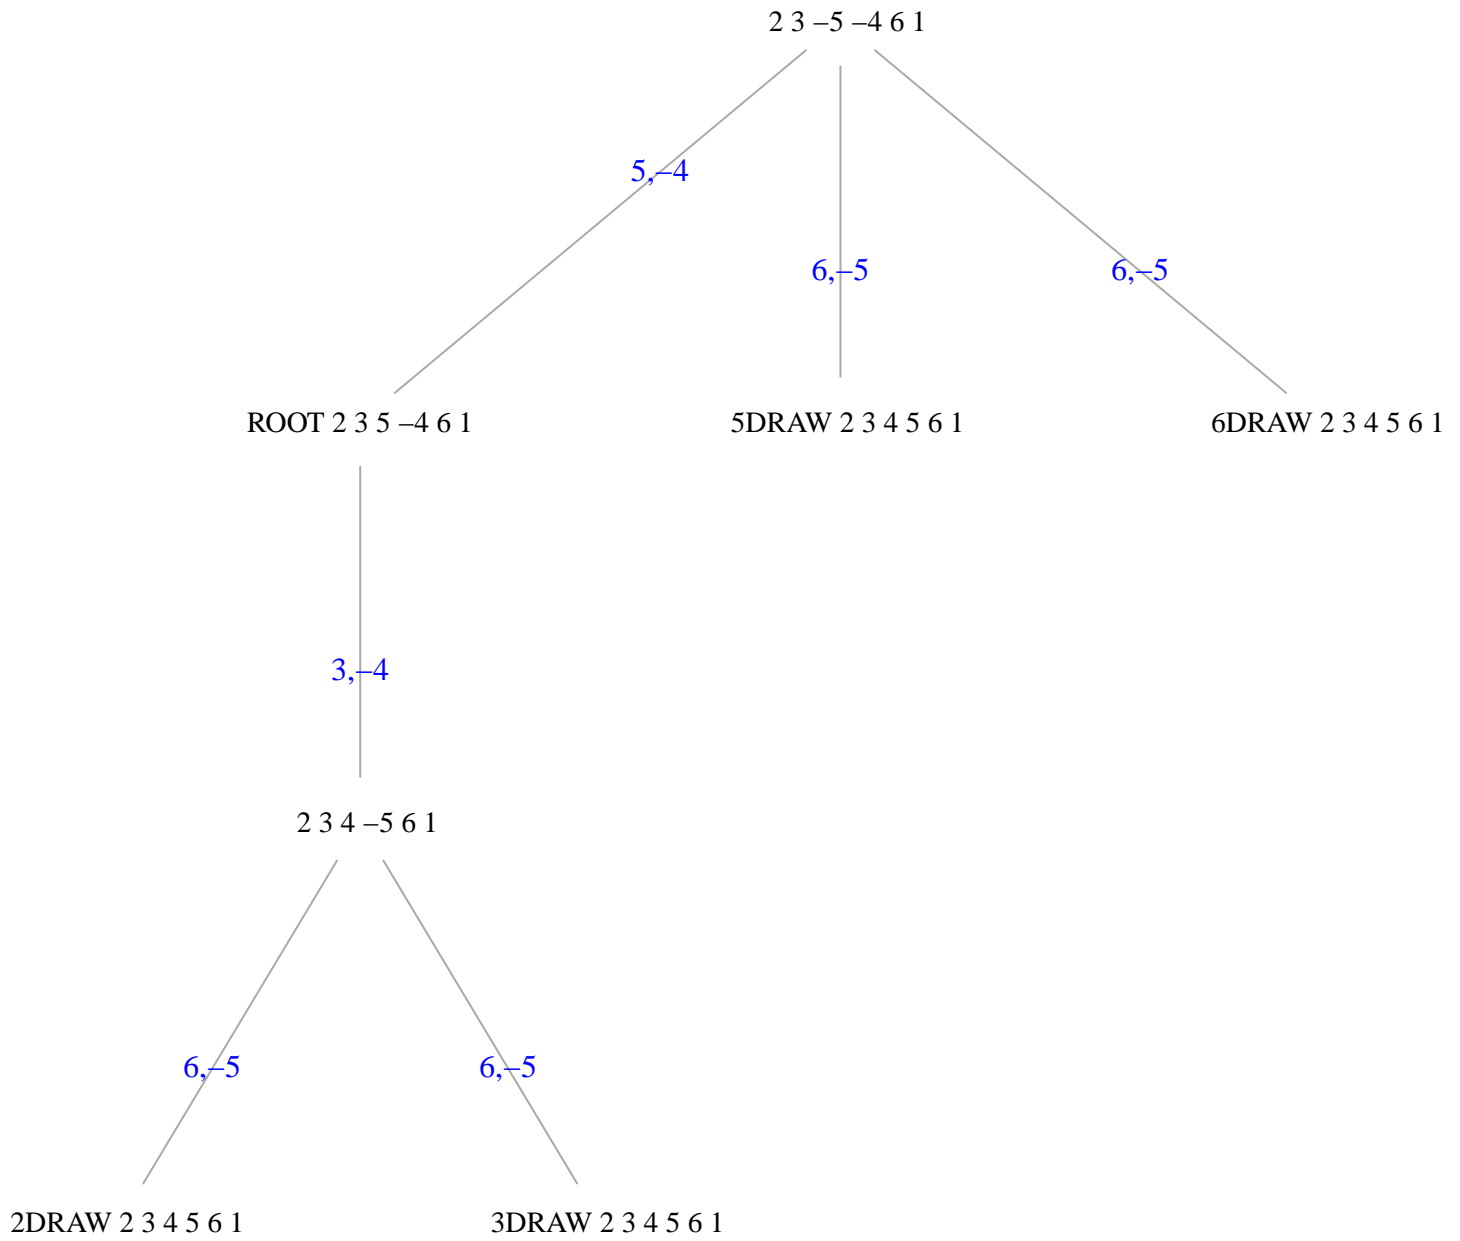 2 3 –5 –4 6 1
5,–4
6,–5
6,–5
ROOT 2 3 5 –4 6 1
5DRAW 2 3 4 5 6 1
6DRAW 2 3 4 5 6 1
3,–4
2 3 4 –5 6 1
6,–5
6,–5
2DRAW 2 3 4 5 6 1
3DRAW 2 3 4 5 6 1